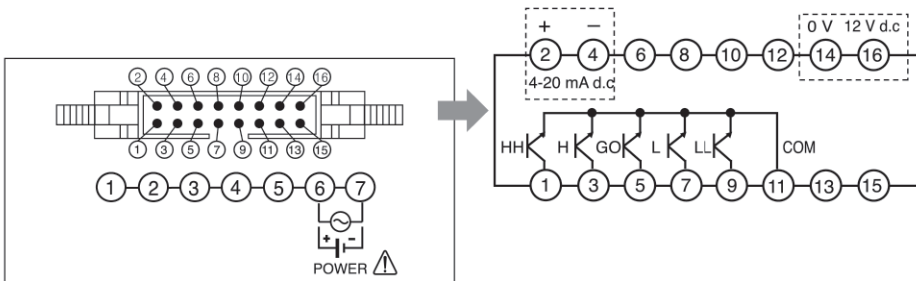 ② ④ ⑥ ⑧ ⑩ ⑫ ⑭ ⑯
① ③ ⑤ ⑦ ⑨ ⑪ ⑬ ⑮
① ② ③ ④ ⑤ ⑥ ⑦
+ −
POWER
+ −
0 V 12 V d.c
② ④ ⑥ ⑧ ⑩ ⑫ ⑭ ⑯
4-20 mA d.c
HH H GO L LL COM
① ③ ⑤ ⑦ ⑨ ⑪ ⑬ ⑮